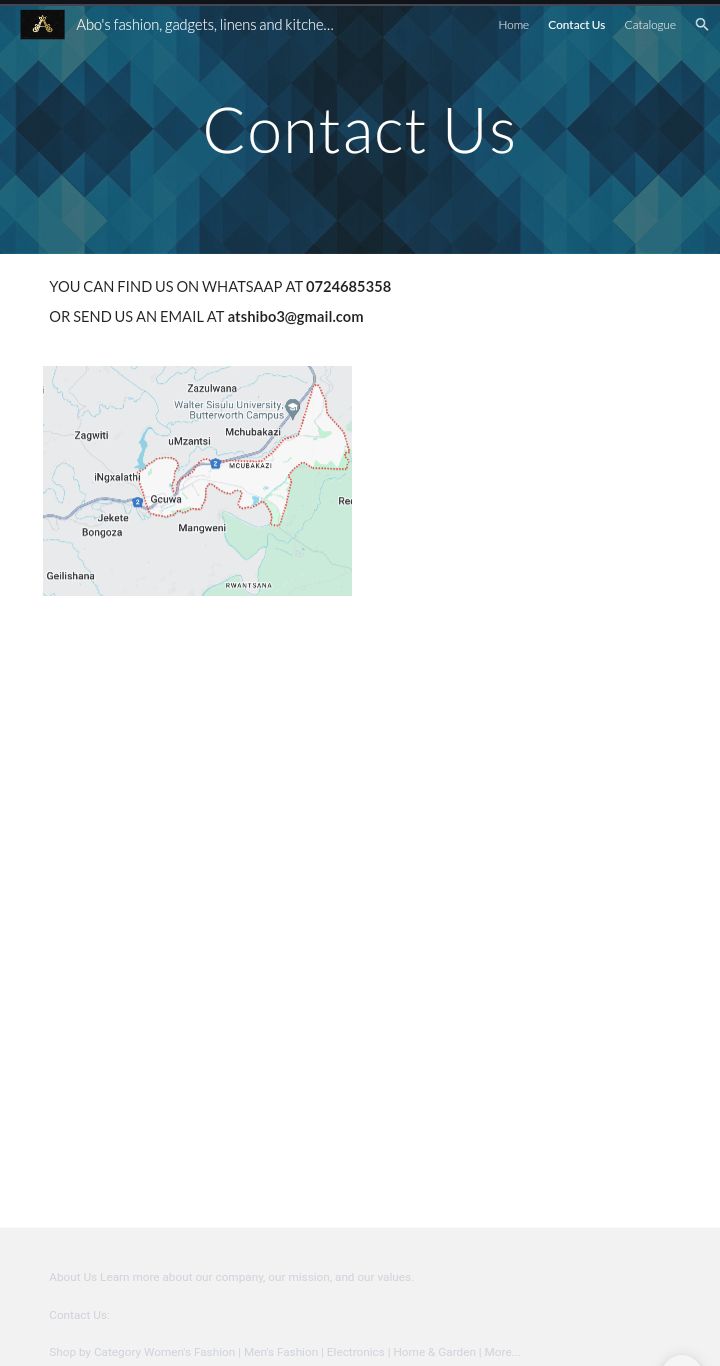 Abo's fashion, gadgets, linens and kitche...
Home
Contact Us
Catalogue
Contact Us
YOU CAN FIND US ON WHATSAAP AT 0724685358
OR SEND US AN EMAIL AT atshibo3@gmail.com
Zazulwana
Walter Sisulu University,
Butterworth Campus
Zagwiti
Mchubakazi
uMzantsi
MCUBAKAZI
2
iNgxalathi
2
Gcuwa
Jekete
Mangweni
Bongoza
Geilishana
RWANTSANA
About Us Learn more about our company, our mission, and our values.
Contact Us:
Shop by Category Women's Fashion | Men's Fashion | Electronics | Home & Garden | More...